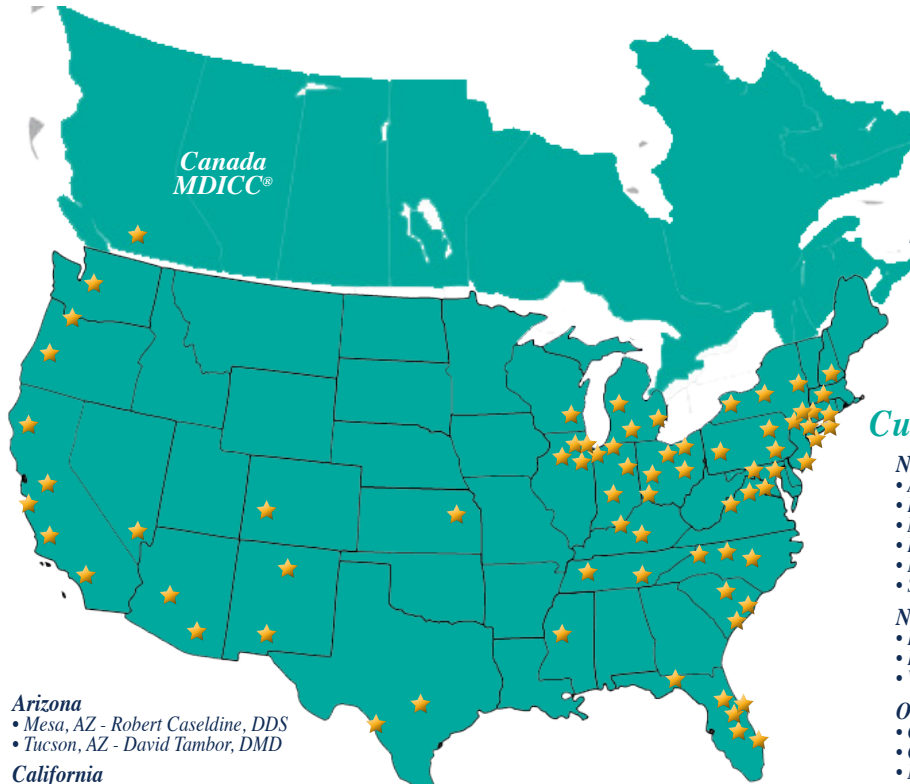 Canada
MDICC®
Cu
N
•
•
•
•
•
• S
N
•
•
•
O
•
•
•
Arizona
• Mesa, AZ - Robert Caseldine, DDS
• Tucson, AZ - David Tambor, DMD
California